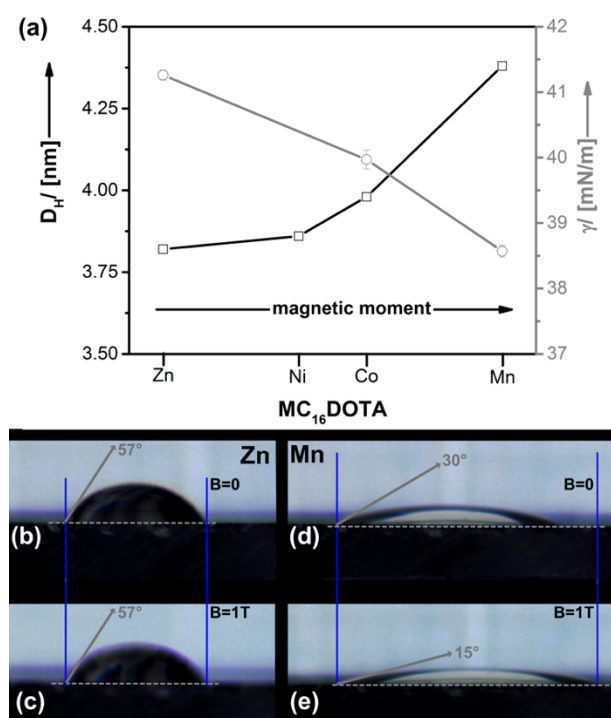 (a)
4.50
4.25
4.00
3.75
3.50
D_H/ [nm]
42
41
40
39
38
37
γ/ [mN/m]
magnetic moment
Zn Ni Co Mn
MC₁₆DOTA
57° Zn B=0 (b)
Mn 30° B=0 (d)
57° B=1T (c)
15° B=1T (e)